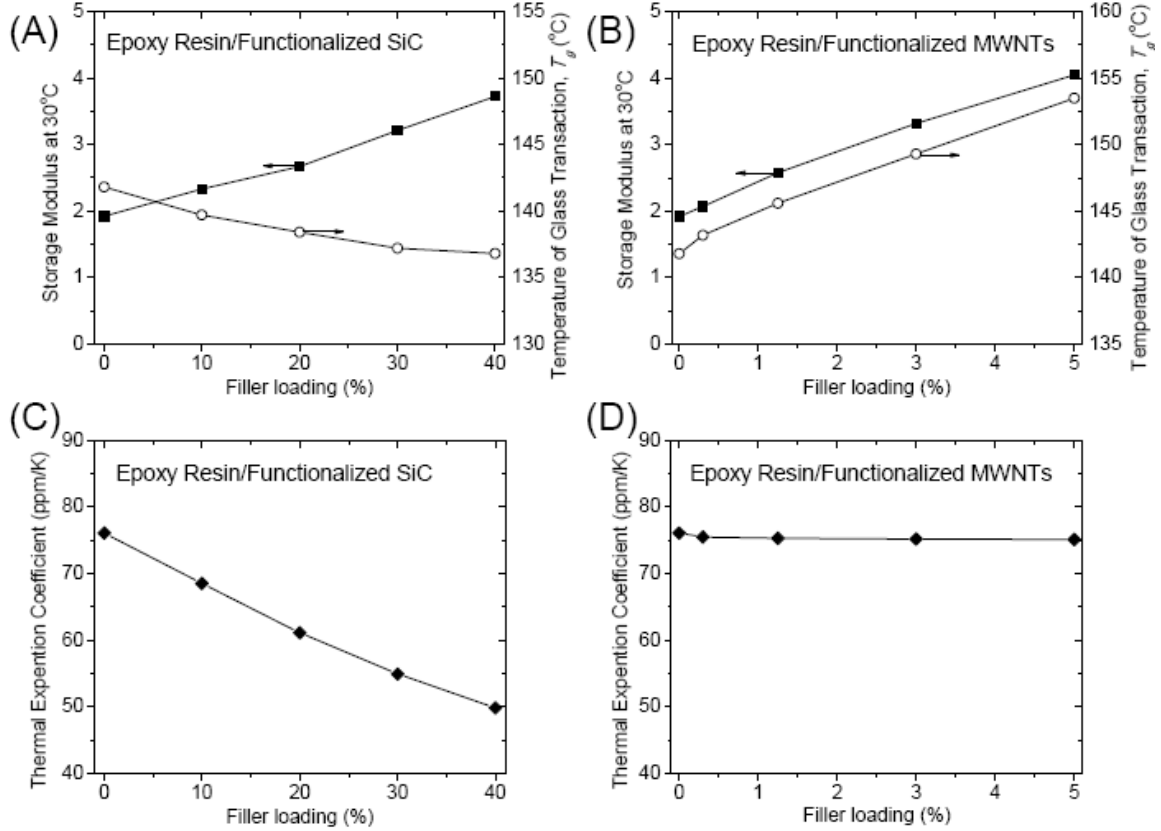 (A)
Epoxy Resin/Functionalized SiC
Storage Modulus at 30°C
5
4
3
2
1
0
Temperature of Glass Transaction, Tg (°C)
155
150
145
140
135
130
0 10 20 30 40
Filler loading (%)
(B)
Epoxy Resin/Functionalized MWNTs
Storage Modulus at 30°C
5
4
3
2
1
0
Temperature of Glass Transaction, Tg (°C)
160
155
150
145
140
135
0 1 2 3 4 5
Filler loading (%)
(C)
Epoxy Resin/Functionalized SiC
Thermal Expention Coefficient (ppm/K)
90
80
70
60
50
40
0 10 20 30 40
Filler loading (%)
(D)
Epoxy Resin/Functionalized MWNTs
Thermal Expention Coefficient (ppm/K)
90
80
70
60
50
40
0 1 2 3 4 5
Filler loading (%)